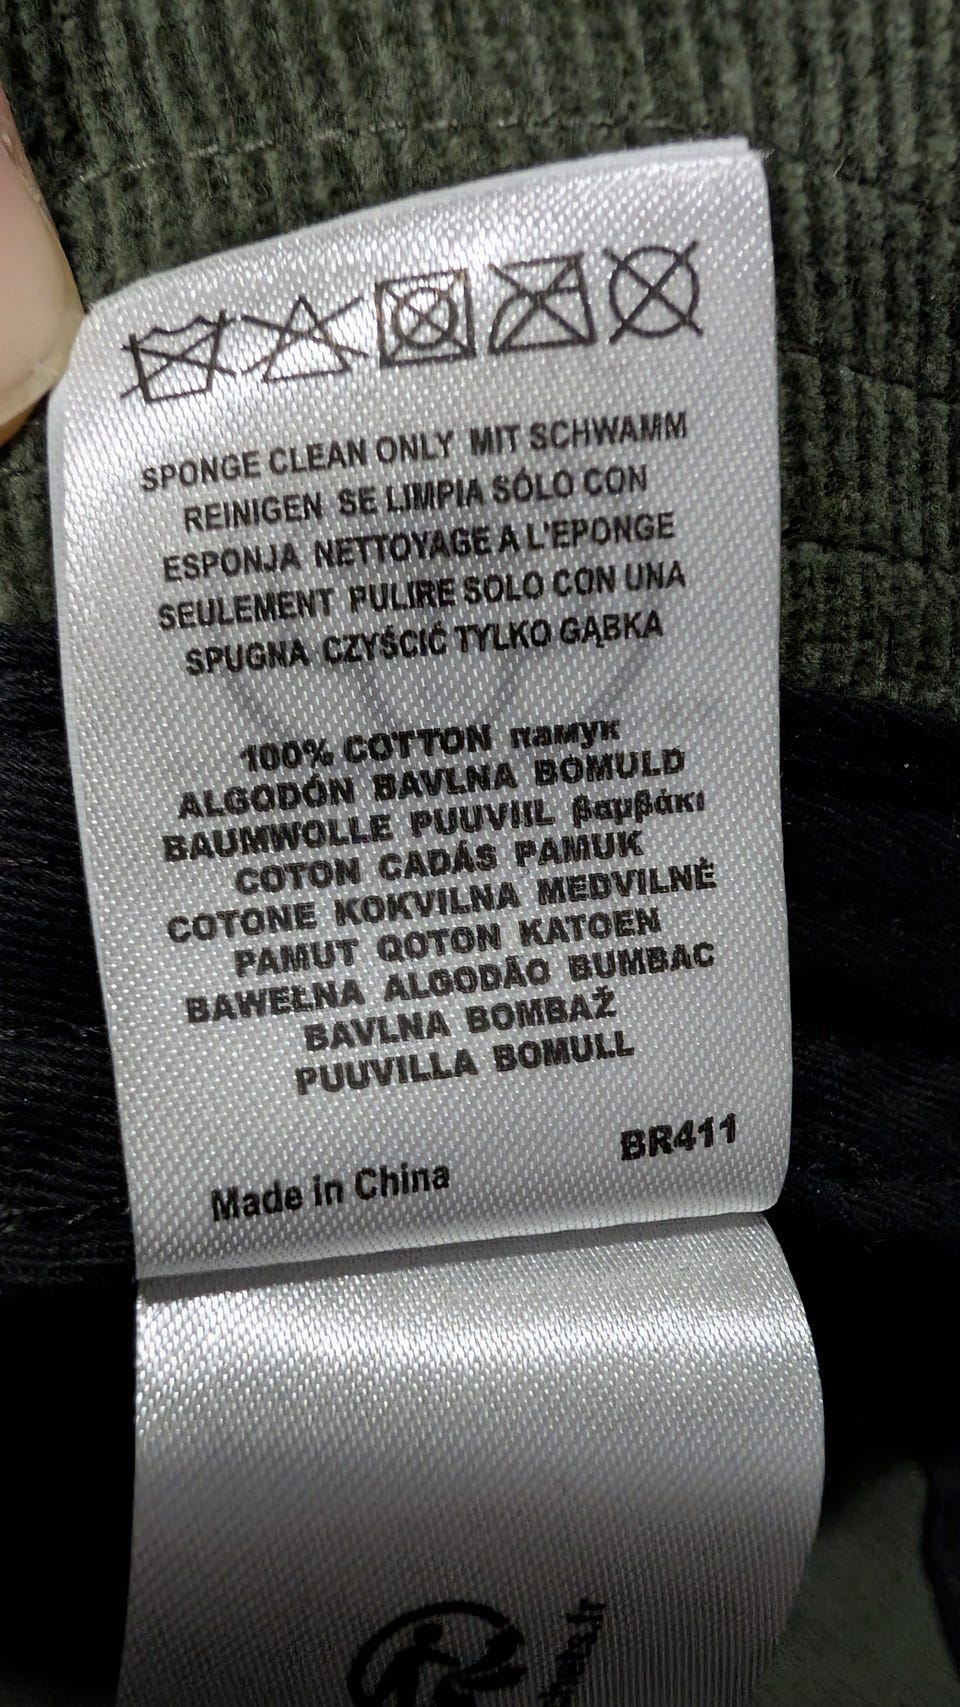 SPONGE CLEAN ONLY MIT SCHWAMM
REINIGEN SE LIMPIA SÓLO CON
ESPONJA NETTOYAGE A L'EPONGE
SEULEMENT PULIRE SOLO CON UNA
SPUGNA CZYŚCIĆ TYLKO GĄBKA
100% COTTON памук
ALGODÓN BAVLNA BOMULD
BAUMWOLLE PUUVIIL βαμβάκι
COTON CADÁS PAMUK
COTONE KOKVILNA MEDVILNĖ
PAMUT QOTON KATOEN
BAWEŁNA ALGODÃO BUMBAC
BAVLNA BOMBAŽ
PUUVILLA BOMULL
BR411
Made in China